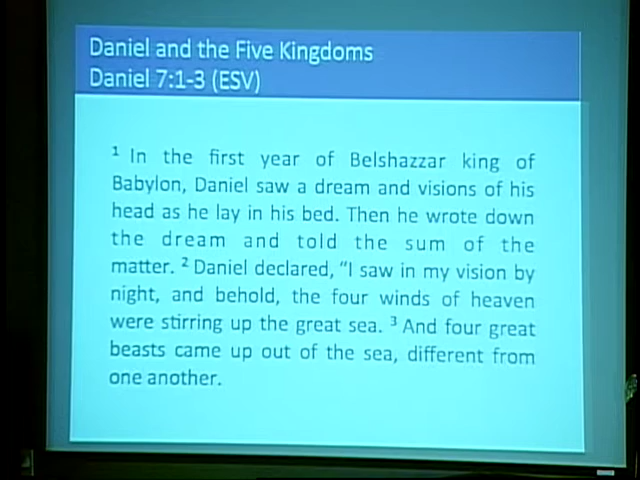 Daniel and the Five Kingdoms
Daniel 7:1-3 (ESV)
1 In the first year of Belshazzar king of
Babylon, Daniel saw a dream and visions of his
head as he lay in his bed. Then he wrote down
the dream and told the sum of the
matter. 2 Daniel declared, “I saw in my vision by
night, and behold, the four winds of heaven
were stirring up the great sea. 3 And four great
beasts came up out of the sea, different from
one another.